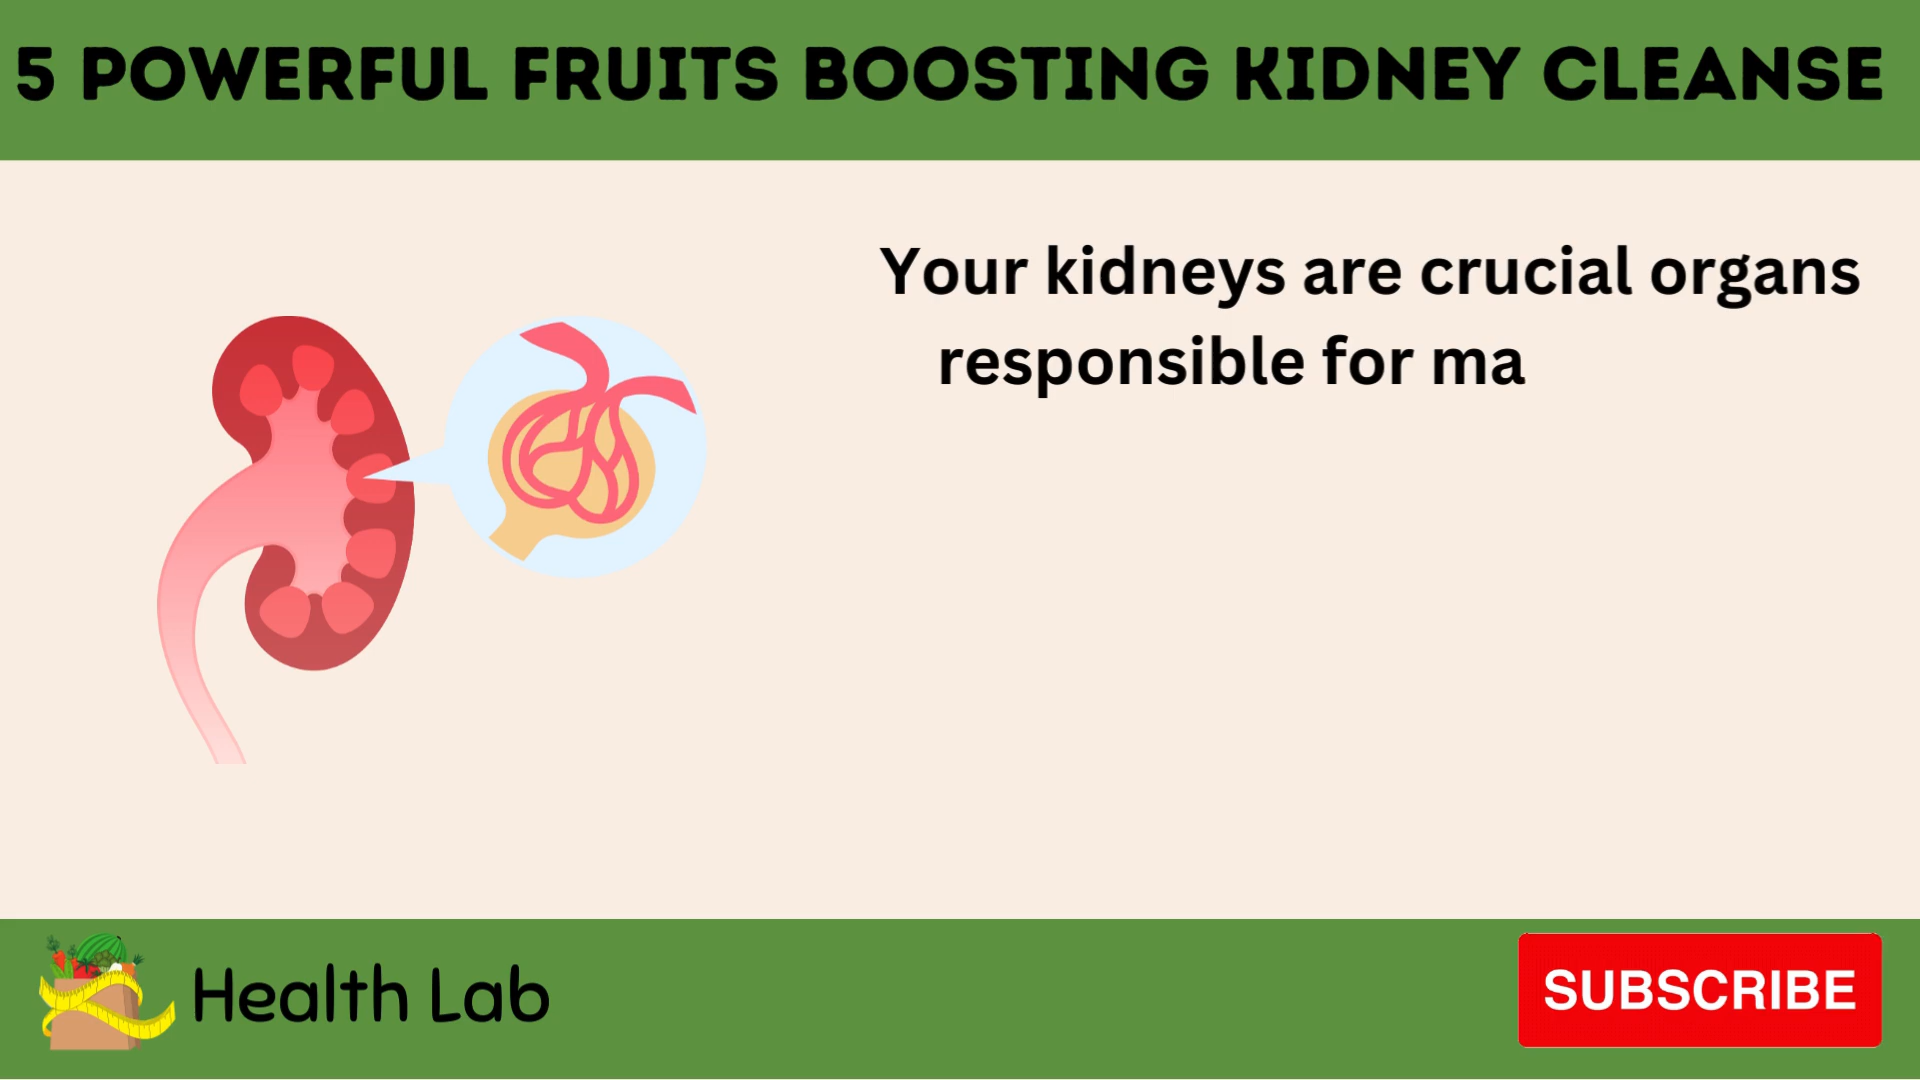 5 POWERFUL FRUITS BOOSTING KIDNEY CLEANSE
Your kidneys are crucial organs
responsible for ma
Health Lab
SUBSCRIBE